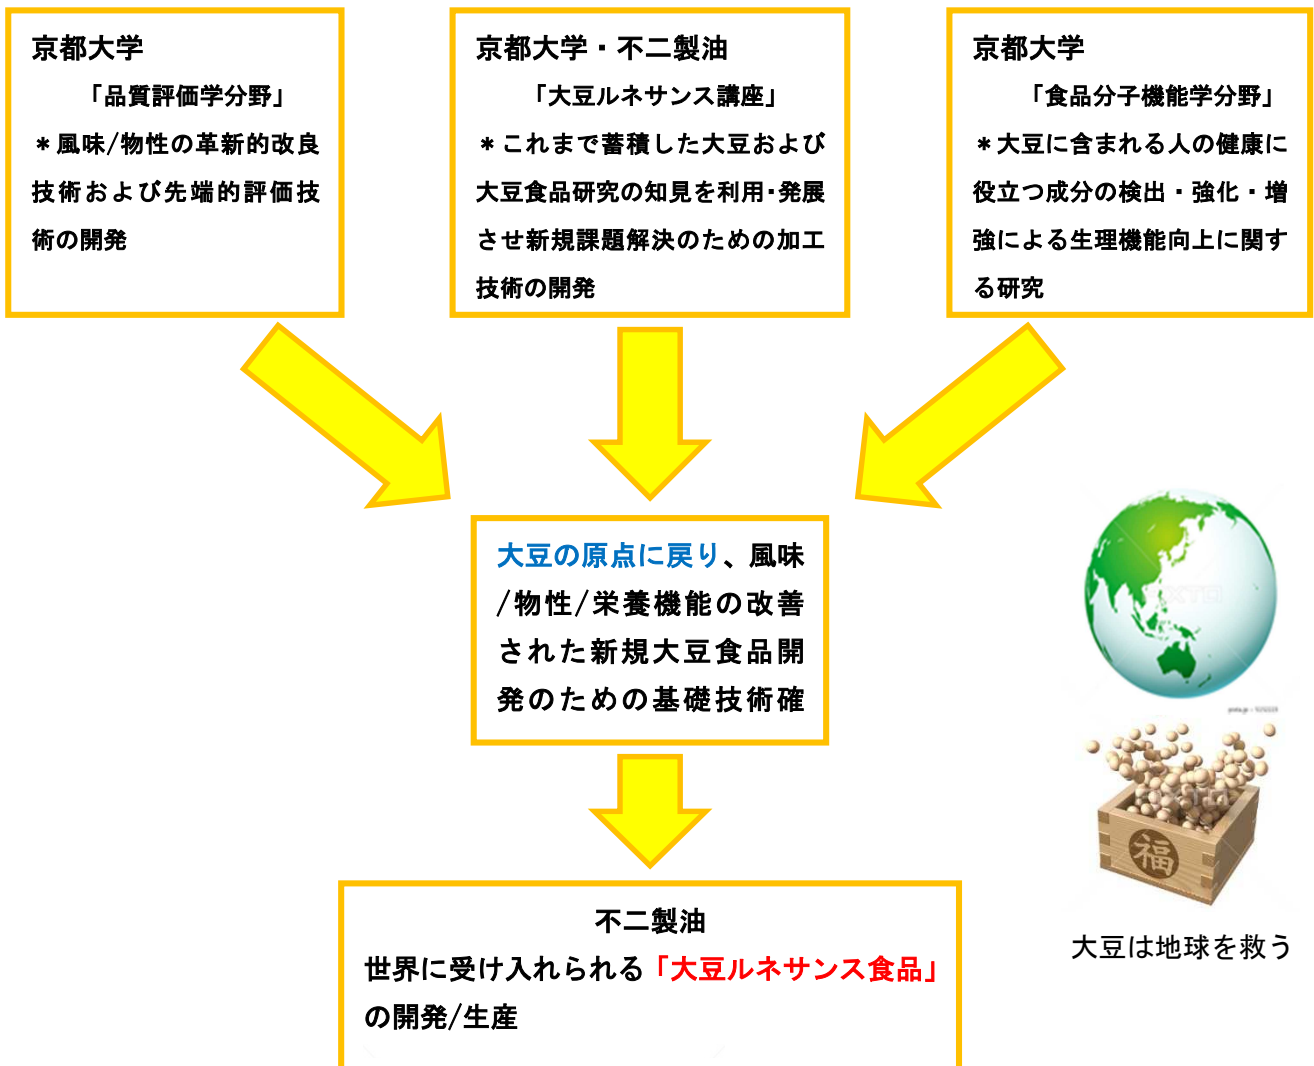 京都大学
「品質評価学分野」
＊風味/物性の革新的改良
技術および先端的評価技
術の開発
京都大学・不二製油
「大豆ルネサンス講座」
＊これまで蓄積した大豆および
大豆食品研究の知見を利用・発展
させ新規課題解決のための加工
技術の開発
京都大学
「食品分子機能学分野」
＊大豆に含まれる人の健康に
役立つ成分の検出・強化・増
強による生理機能向上に関す
る研究
大豆の原点に戻り、風味
/物性/栄養機能の改善
された新規大豆食品開
発のための基礎技術確
福
大豆は地球を救う
不二製油
世界に受け入れられる「大豆ルネサンス食品」
の開発/生産